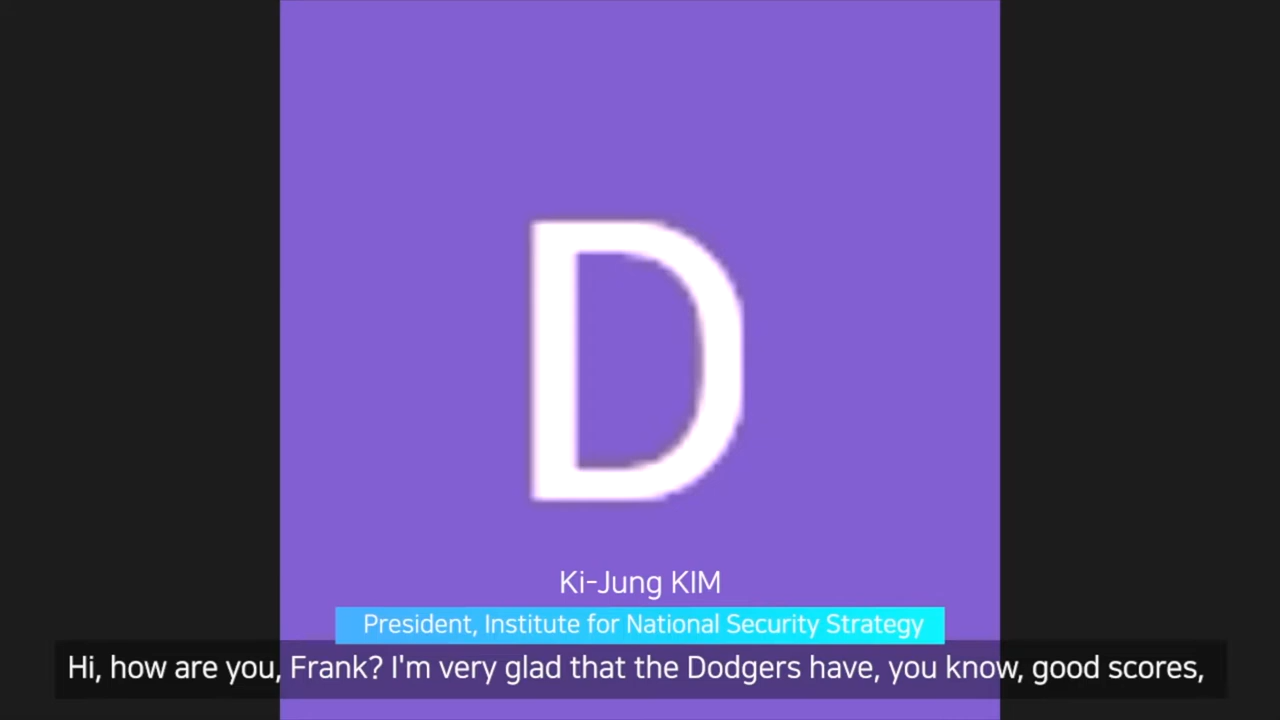 D
Ki-Jung KIM
President, Institute for National Security Strategy
Hi, how are you, Frank? I'm very glad that the Dodgers have, you know, good scores,